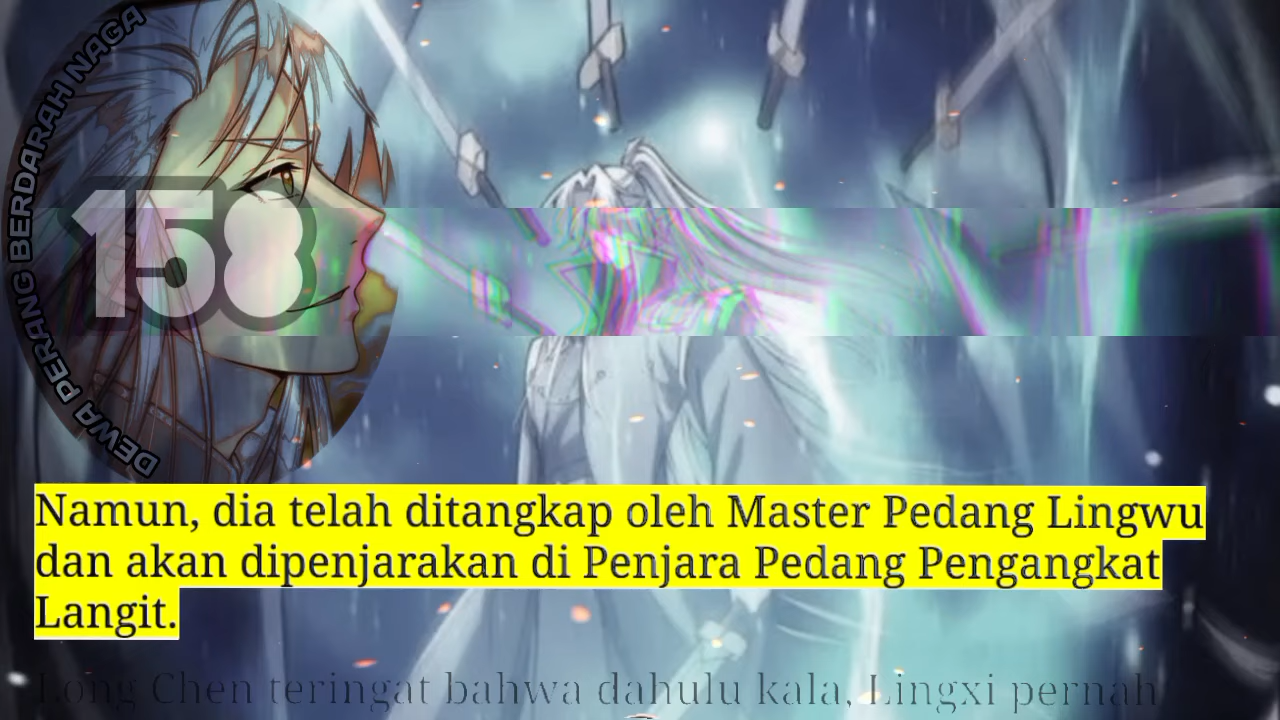 DEWA PERANG BERDARAH NAGA
158
Namun, dia telah ditangkap oleh Master Pedang Lingwu
dan akan dipenjarakan di Penjara Pedang Pengangkat
Langit.
Long Chen teringat bahwa dahulu kala, Lingxi pernah